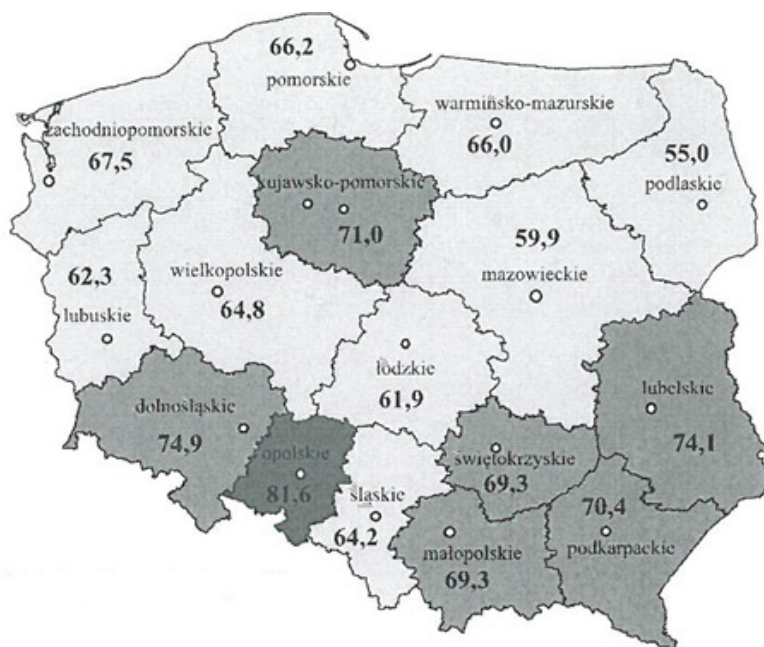 66,2
pomorskie
warmińsko-mazurskie
66,0
zachodniopomorskie
67,5
55,0
podlaskie
kujawsko-pomorskie
71,0
59,9
mazowieckie
62,3
lubuskie
wielkopolskie
64,8
łódzkie
61,9
lubelskie
74,1
dolnośląskie
74,9
opolskie
81,6
śląskie
64,2
świętokrzyskie
69,3
małopolskie
69,3
70,4
podkarpackie